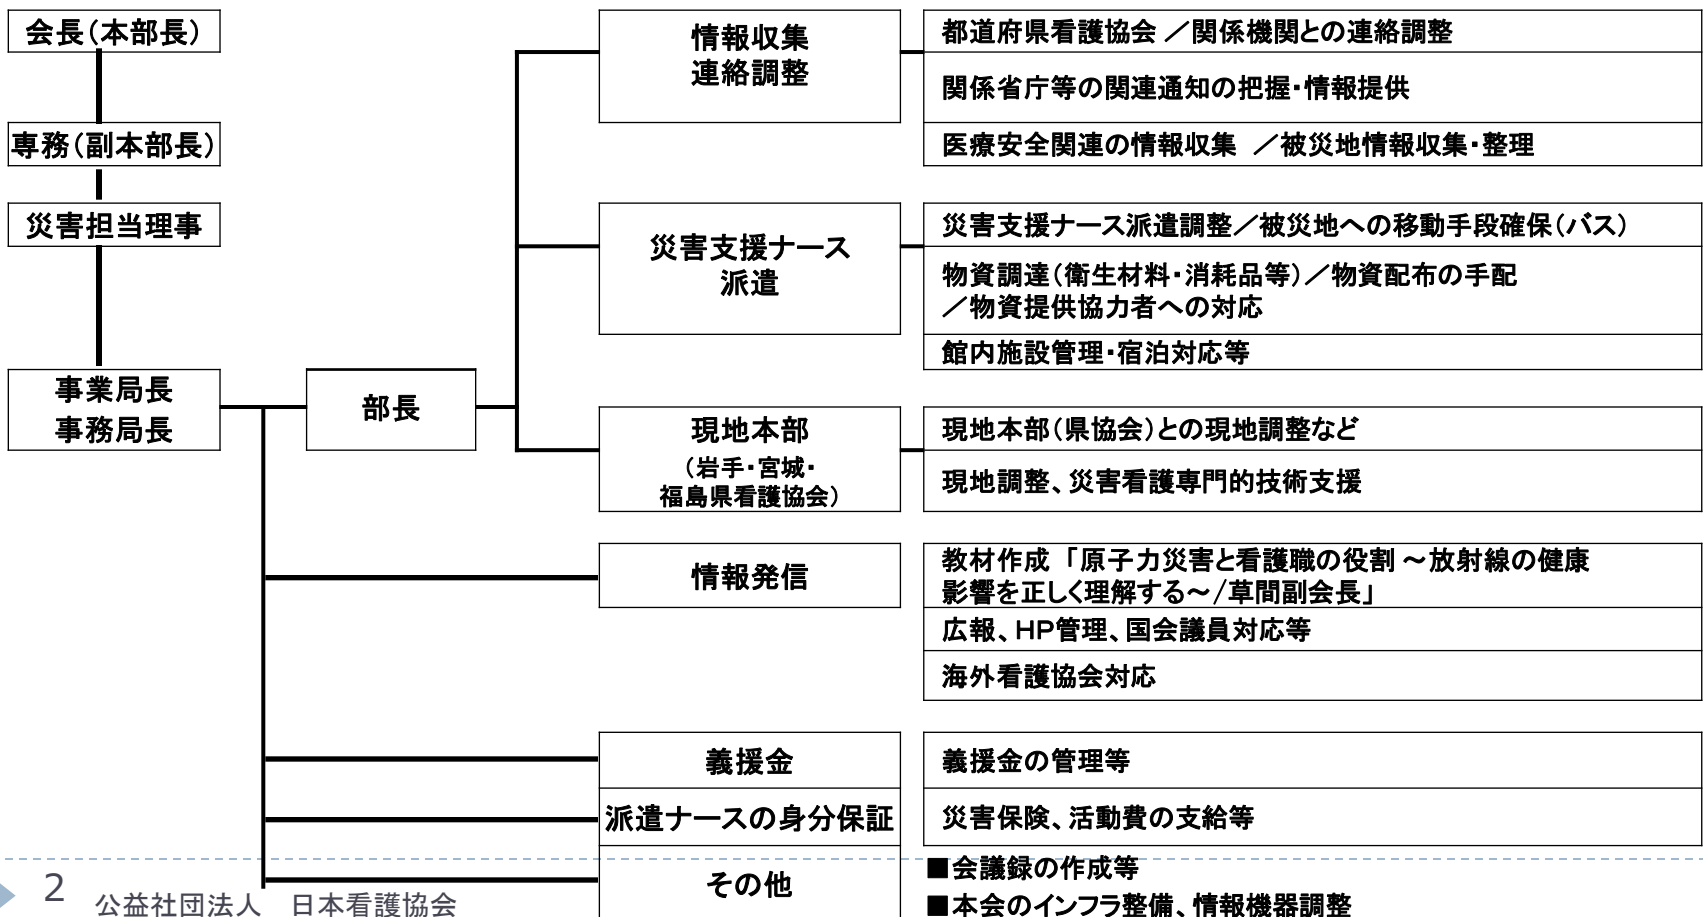 会長(本部長)
専務(副本部長)
災害担当理事
事業局長
事務局長
部長
情報収集
連絡調整
都道府県看護協会 ／関係機関との連絡調整
関係省庁等の関連通知の把握・情報提供
医療安全関連の情報収集 ／被災地情報収集・整理
災害支援ナース
派遣
災害支援ナース派遣調整／被災地への移動手段確保(バス)
物資調達(衛生材料・消耗品等)／物資配布の手配
／物資提供協力者への対応
館内施設管理・宿泊対応等
現地本部
(岩手・宮城・
福島県看護協会)
現地本部(県協会)との現地調整など
現地調整、災害看護専門的技術支援
情報発信
教材作成 「原子力災害と看護職の役割 ～放射線の健康
影響を正しく理解する～/草間副会長」
広報、HP管理、国会議員対応等
海外看護協会対応
義援金
義援金の管理等
派遣ナースの身分保証
災害保険、活動費の支給等
その他
■会議録の作成等
■本会のインフラ整備、情報機器調整
2
公益社団法人 日本看護協会